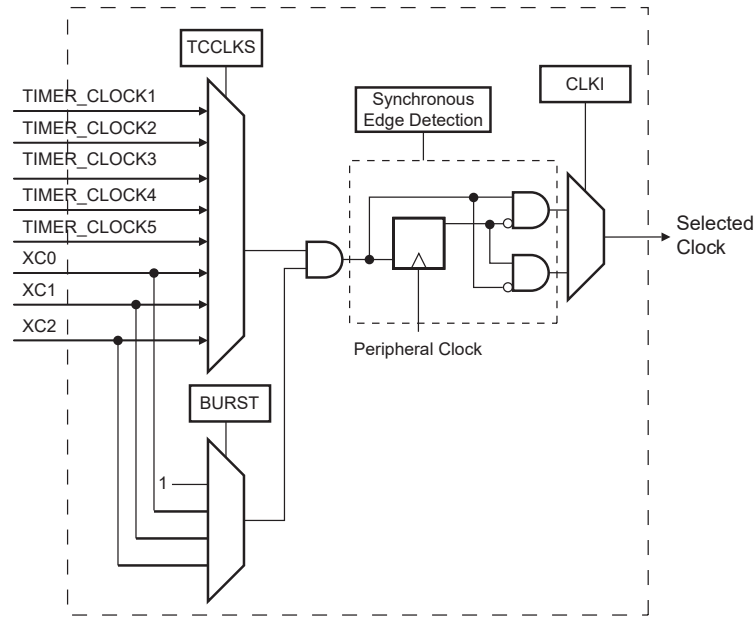 TCCLKS
TIMER_CLOCK1
TIMER_CLOCK2
TIMER_CLOCK3
TIMER_CLOCK4
TIMER_CLOCK5
XC0
XC1
XC2
Synchronous
Edge Detection
CLKI
Selected
Clock
Peripheral Clock
BURST
1